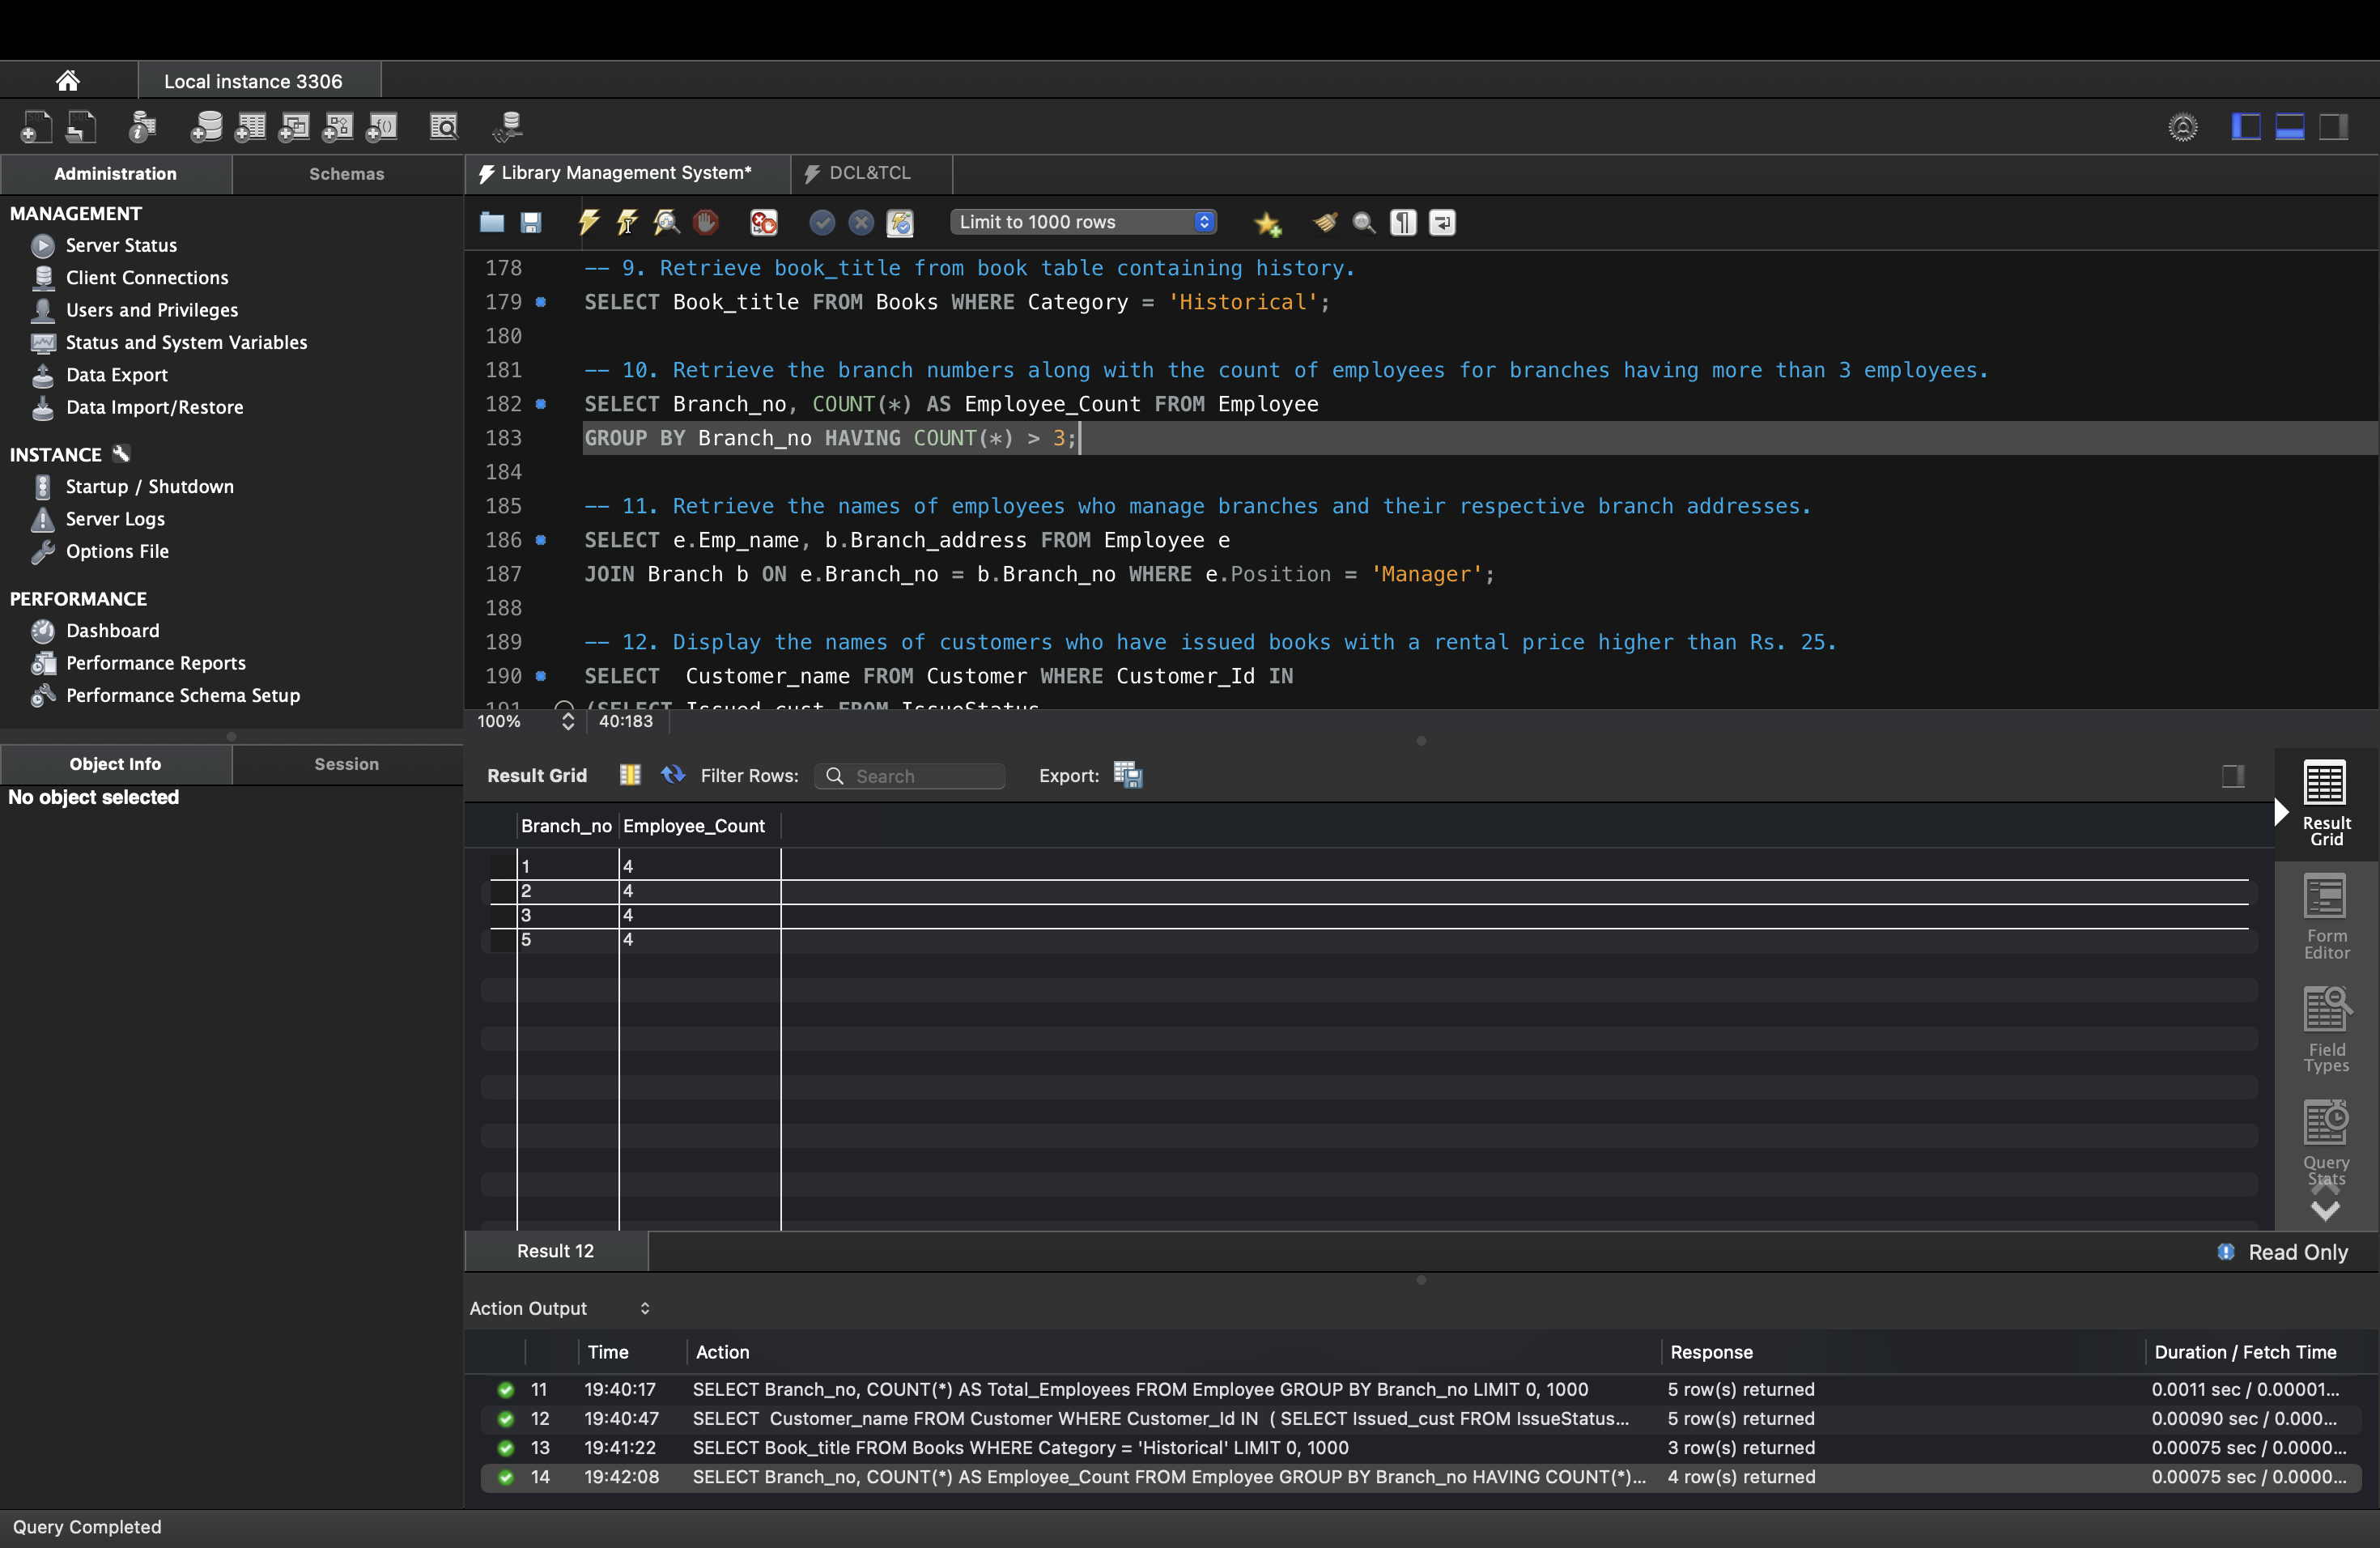 Local instance 3306
Administration
Schemas
Library Management System*
DCL&TCL
MANAGEMENT
Server Status
Client Connections
Users and Privileges
Status and System Variables
Data Export
Data Import/Restore
INSTANCE
Startup / Shutdown
Server Logs
Options File
PERFORMANCE
Dashboard
Performance Reports
Performance Schema Setup
Object Info
Session
No object selected
Limit to 1000 rows
178 -- 9. Retrieve book_title from book table containing history.
179 SELECT Book_title FROM Books WHERE Category = 'Historical';
180
181 -- 10. Retrieve the branch numbers along with the count of employees for branches having more than 3 employees.
182 SELECT Branch_no, COUNT(*) AS Employee_Count FROM Employee
183 GROUP BY Branch_no HAVING COUNT(*) > 3;
184
185 -- 11. Retrieve the names of employees who manage branches and their respective branch addresses.
186 SELECT e.Emp_name, b.Branch_address FROM Employee e
187 JOIN Branch b ON e.Branch_no = b.Branch_no WHERE e.Position = 'Manager';
188
189 -- 12. Display the names of customers who have issued books with a rental price higher than Rs. 25.
190 SELECT  Customer_name FROM Customer WHERE Customer_Id IN
191 (SELECT Issued_cust FROM IssueStatus
100% 40:183
Result Grid Filter Rows: Search Export:
Branch_no Employee_Count
1 4
2 4
3 4
5 4
Result
Grid
Form
Editor
Field
Types
Query
Stats
Result 12
Read Only
Action Output
Time Action Response Duration / Fetch Time
11 19:40:17 SELECT Branch_no, COUNT(*) AS Total_Employees FROM Employee GROUP BY Branch_no LIMIT 0, 1000 5 row(s) returned 0.0011 sec / 0.00001...
12 19:40:47 SELECT  Customer_name FROM Customer WHERE Customer_Id IN  ( SELECT Issued_cust FROM IssueStatus... 5 row(s) returned 0.00090 sec / 0.000...
13 19:41:22 SELECT Book_title FROM Books WHERE Category = 'Historical' LIMIT 0, 1000 3 row(s) returned 0.00075 sec / 0.0000...
14 19:42:08 SELECT Branch_no, COUNT(*) AS Employee_Count FROM Employee GROUP BY Branch_no HAVING COUNT(*)... 4 row(s) returned 0.00075 sec / 0.0000...
Query Completed